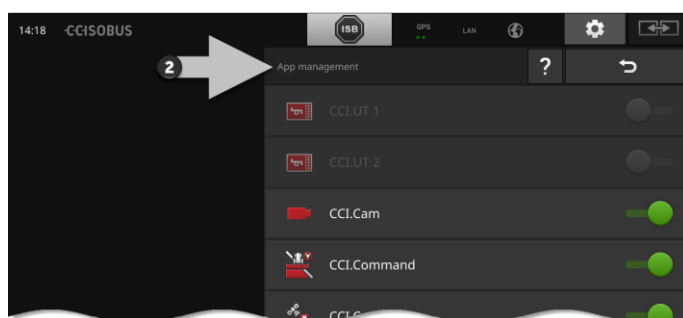 14:18 CCISOBUS ISB GPS LAN
2 App management ?
CCI.UT 1
CCI.UT 2
CCI.Cam
CCI.Command